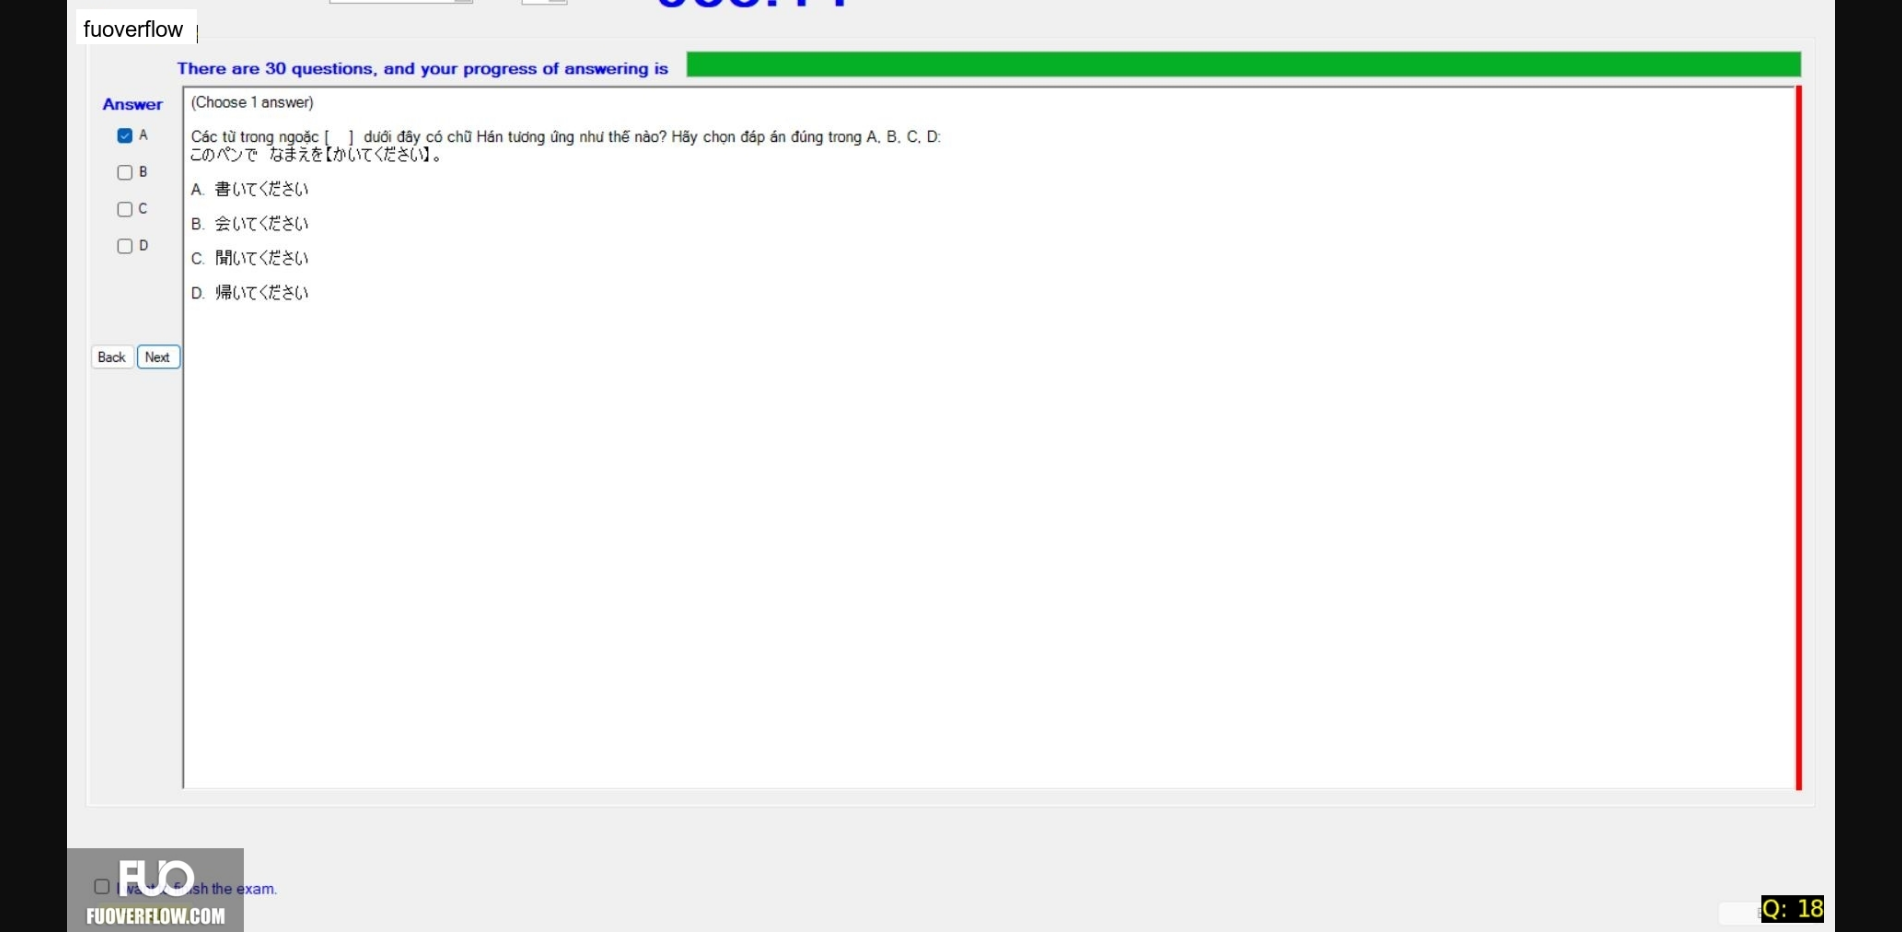 fuoverflow
There are 30 questions, and your progress of answering is
Answer
(Choose 1 answer)
A
Các từ trong ngoặc [ ] dưới đây có chữ Hán tương ứng như thế nào? Hãy chọn đáp án đúng trong A, B, C, D:
このペンで なまえを【かいてください】。
B
A. 書いてください
C
B. 会いてください
D
C. 聞いてください
D. 帰いてください
Back Next
FUO
finish the exam.
FUOVERFLOW.COM
Q: 18